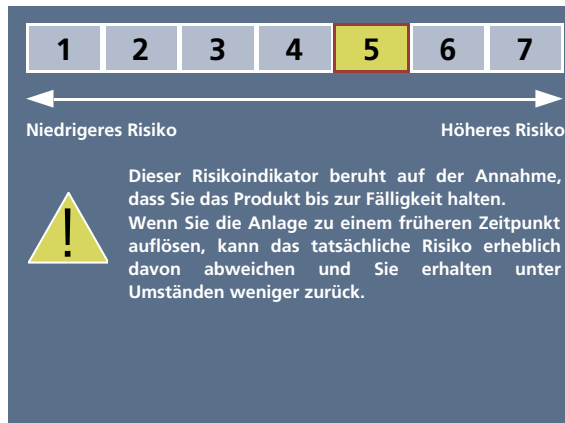 1 2 3 4 5 6 7
Niedrigeres Risiko Höheres Risiko
Dieser Risikoindikator beruht auf der Annahme,
dass Sie das Produkt bis zur Fälligkeit halten.
Wenn Sie die Anlage zu einem früheren Zeitpunkt
auflösen, kann das tatsächliche Risiko erheblich
davon abweichen und Sie erhalten unter
Umständen weniger zurück.
!